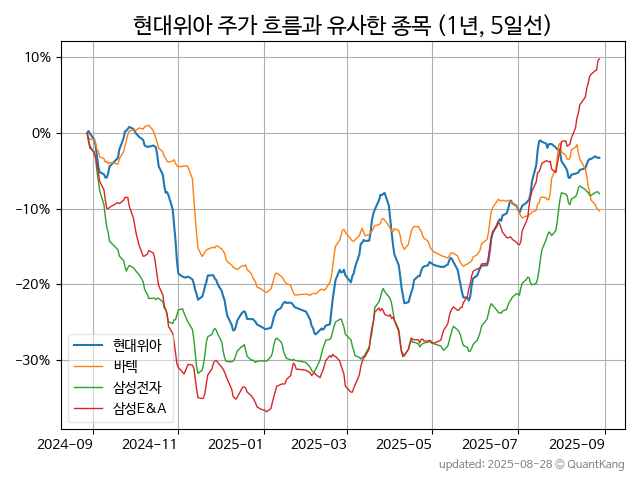 현대위아 주가 흐름과 유사한 종목 (1년, 5일선)
10%
0%
−10%
−20%
−30%
현대위아
바텍
삼성전자
삼성E&A
2024-09 2024-11 2025-01 2025-03 2025-05 2025-07 2025-09
updated: 2025-08-28 © QuantKang